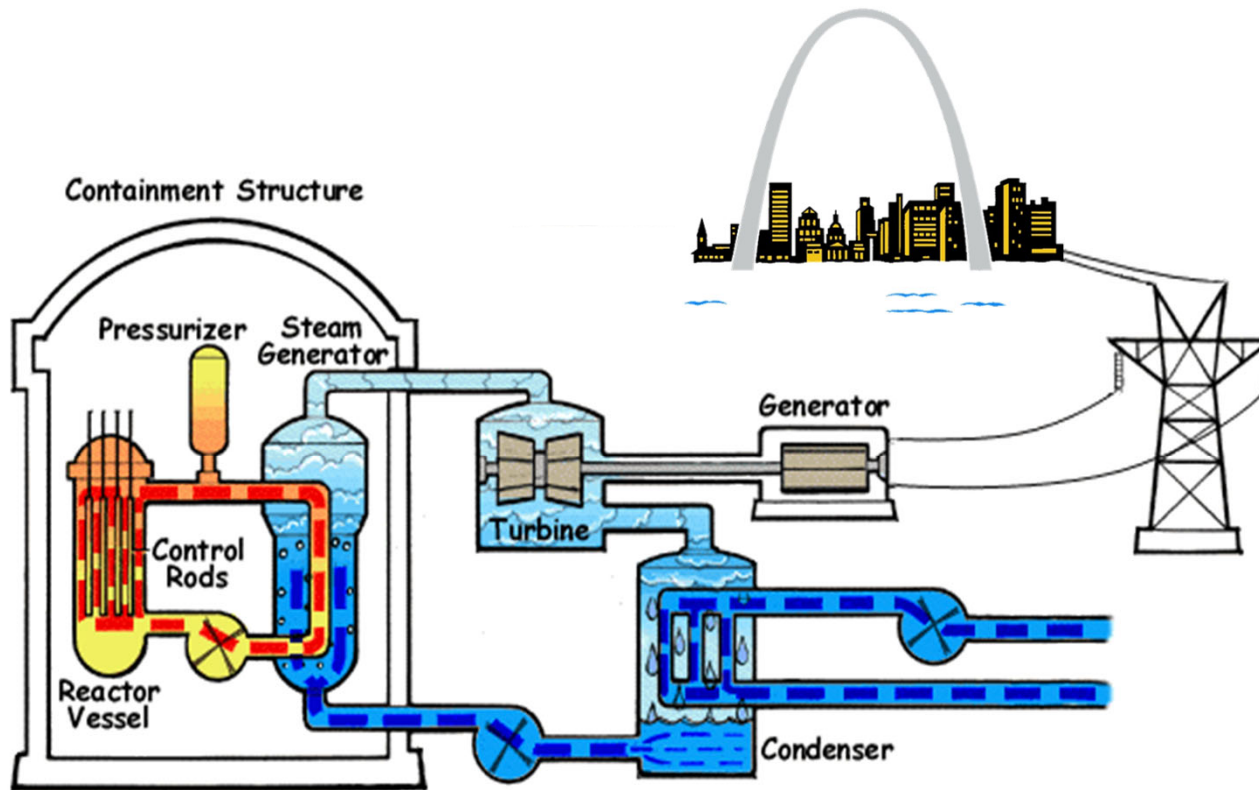 Containment Structure
Pressurizer
Steam
Generator
Control
Rods
Reactor
Vessel
Turbine
Generator
Condenser